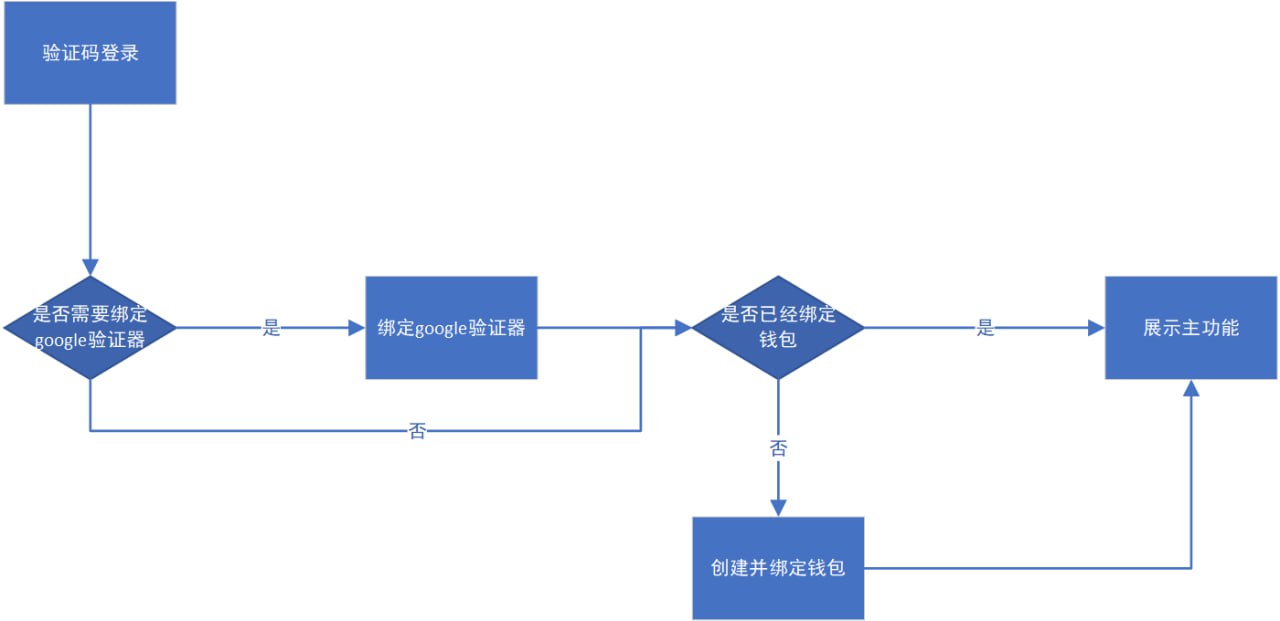 验证码登录
是否需要绑定
google验证器
是
绑定google验证器
是否已经绑定
钱包
是
展示主功能
否
否
创建并绑定钱包